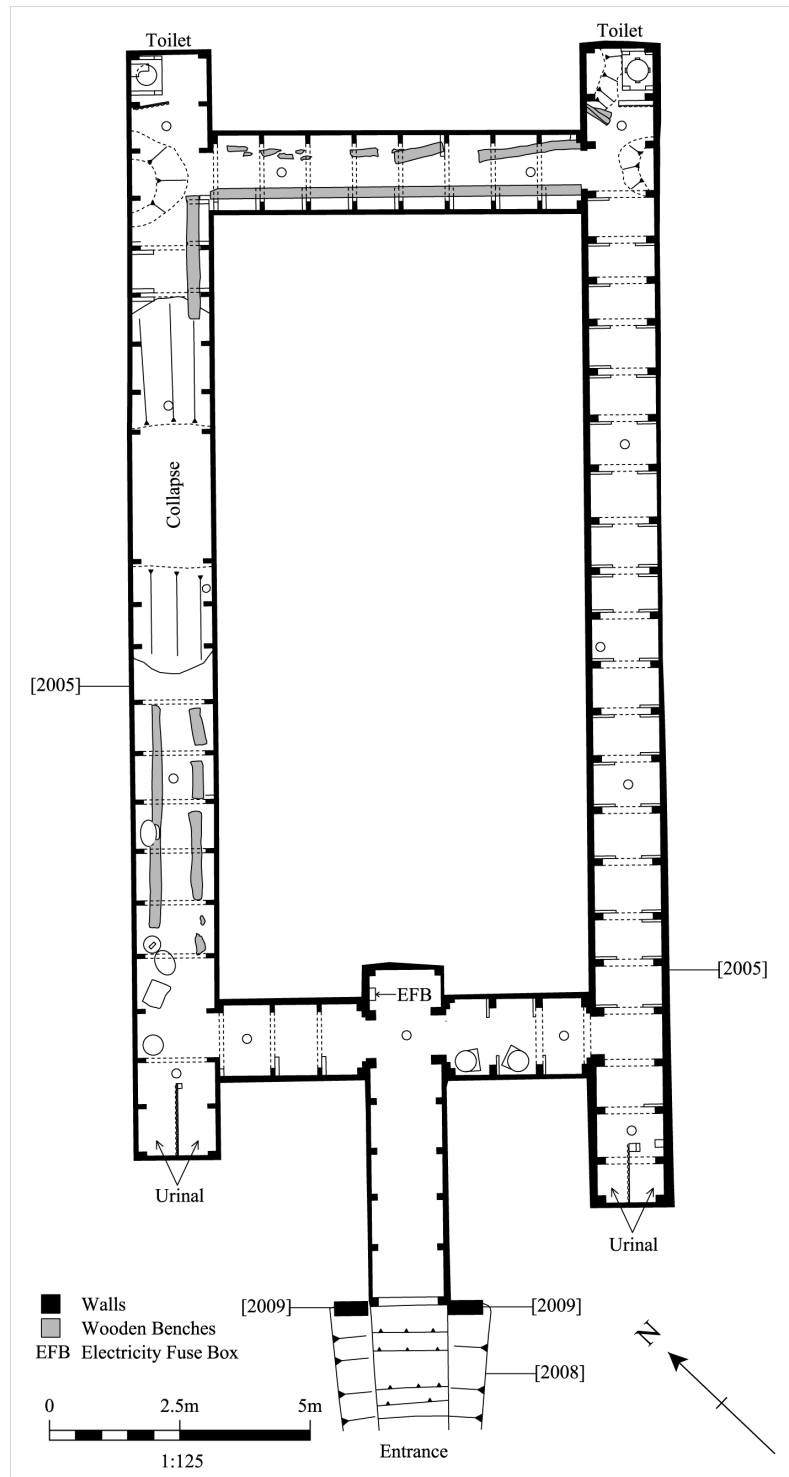 Toilet
Toilet
Collapse
[2005]
EFB
[2005]
Urinal
Urinal
[2009]
[2009]
Walls
Wooden Benches
EFB Electricity Fuse Box
[2008]
N
0 2.5m 5m
1:125
Entrance